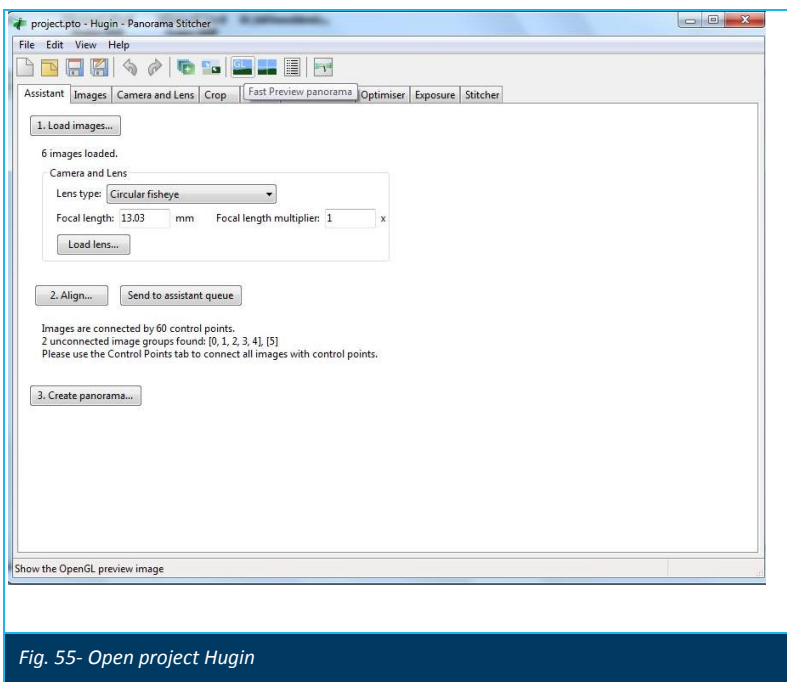 project.pto - Hugin - Panorama Stitcher
File Edit View Help
Assistant Images Camera and Lens Crop Fast Preview panorama Optimiser Exposure Stitcher
1. Load images...
6 images loaded.
Camera and Lens
Lens type: Circular fisheye
Focal length: 13.03 mm Focal length multiplier: 1 x
Load lens...
2. Align... Send to assistant queue
Images are connected by 60 control points.
2 unconnected image groups found: [0, 1, 2, 3, 4], [5]
Please use the Control Points tab to connect all images with control points.
3. Create panorama...
Show the OpenGL preview image
Fig. 55- Open project Hugin